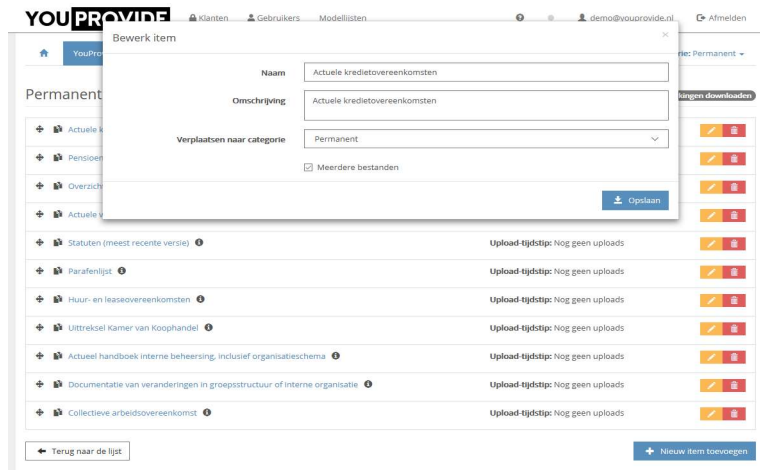 YOUPROVIDE Klanten Gebruikers Modellijsten demo@youprovide.nl Afmelden
Bewerk item ×
YouPro rie: Permanent
Naam Actuele kredietovereenkomsten
Permanent kingen downloaden
Omschrijving Actuele kredietovereenkomsten
Actuele k
Verplaatsen naar categorie Permanent
Pensioen
Meerdere bestanden
Overzich
Opslaan
Actuele v
Statuten (meest recente versie) Upload-tijdstip: Nog geen uploads
Parafenlijst Upload-tijdstip: Nog geen uploads
Huur- en leaseovereenkomsten Upload-tijdstip: Nog geen uploads
Uittreksel Kamer van Koophandel Upload-tijdstip: Nog geen uploads
Actueel handboek interne beheersing, inclusief organisatieschema Upload-tijdstip: Nog geen uploads
Documentatie van veranderingen in groepsstructuur of interne organisatie Upload-tijdstip: Nog geen uploads
Collectieve arbeidsovereenkomst Upload-tijdstip: Nog geen uploads
Terug naar de lijst Nieuw item toevoegen